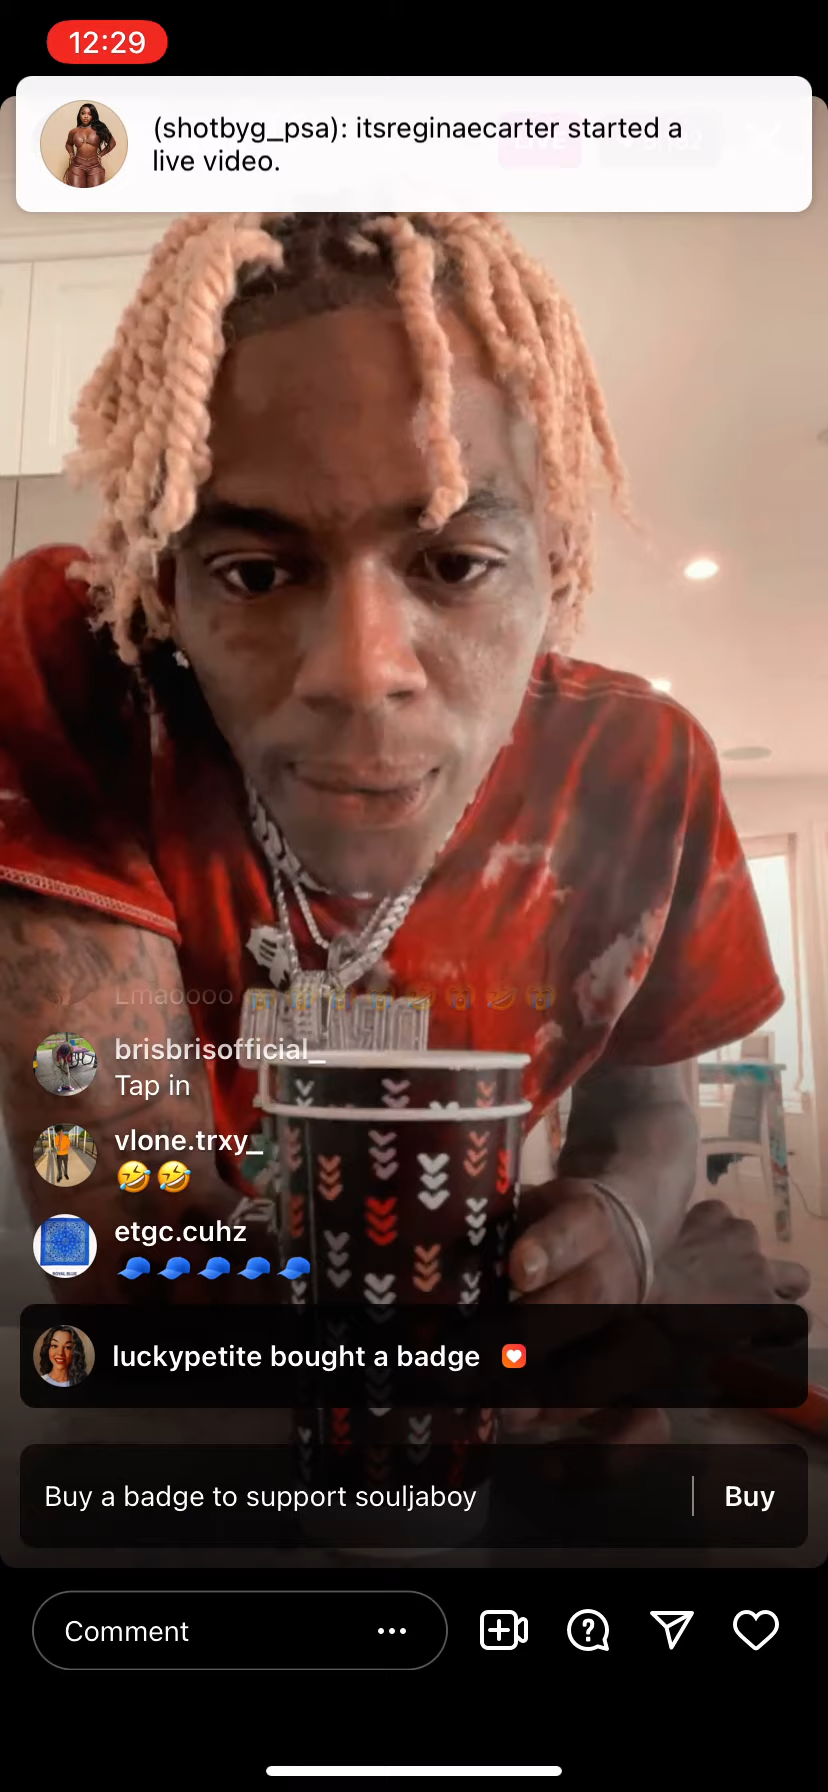 12:29
(shotbyg_psa): itsreginaecarter started a
live video.
Lmaoooo 😭😭😭😭🤣😭🤣😭
brisbrisofficial_
Tap in
vlone.trxy_
🤣🤣
etgc.cuhz
🧢🧢🧢🧢🧢
luckypetite bought a badge
Buy a badge to support souljaboy
Buy
Comment